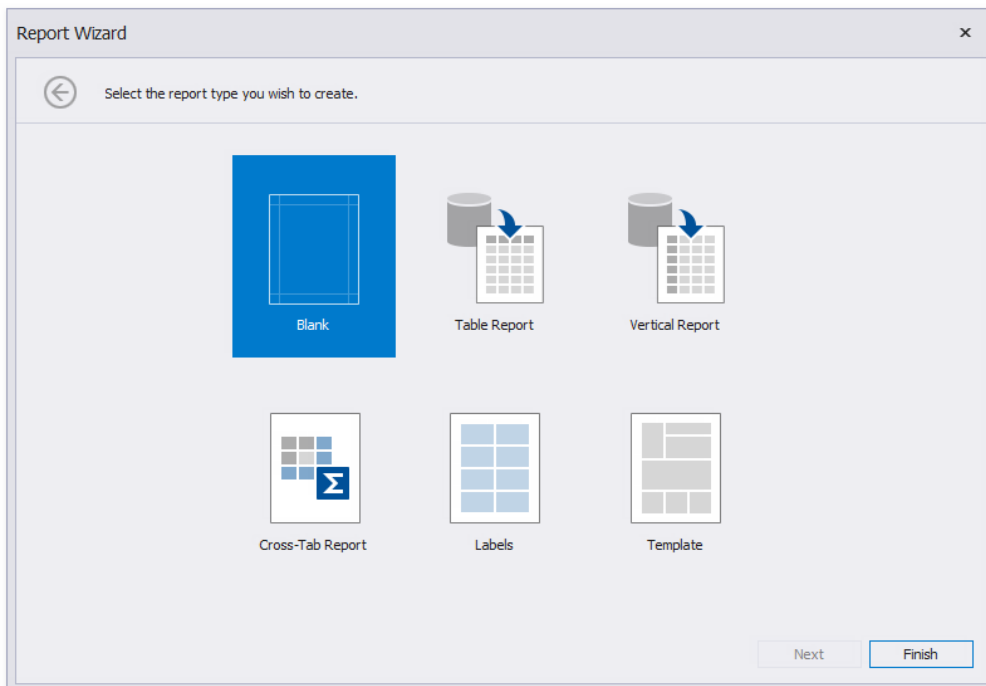 Report Wizard
Select the report type you wish to create.
Blank
Table Report
Vertical Report
Cross-Tab Report
Labels
Template
Next
Finish